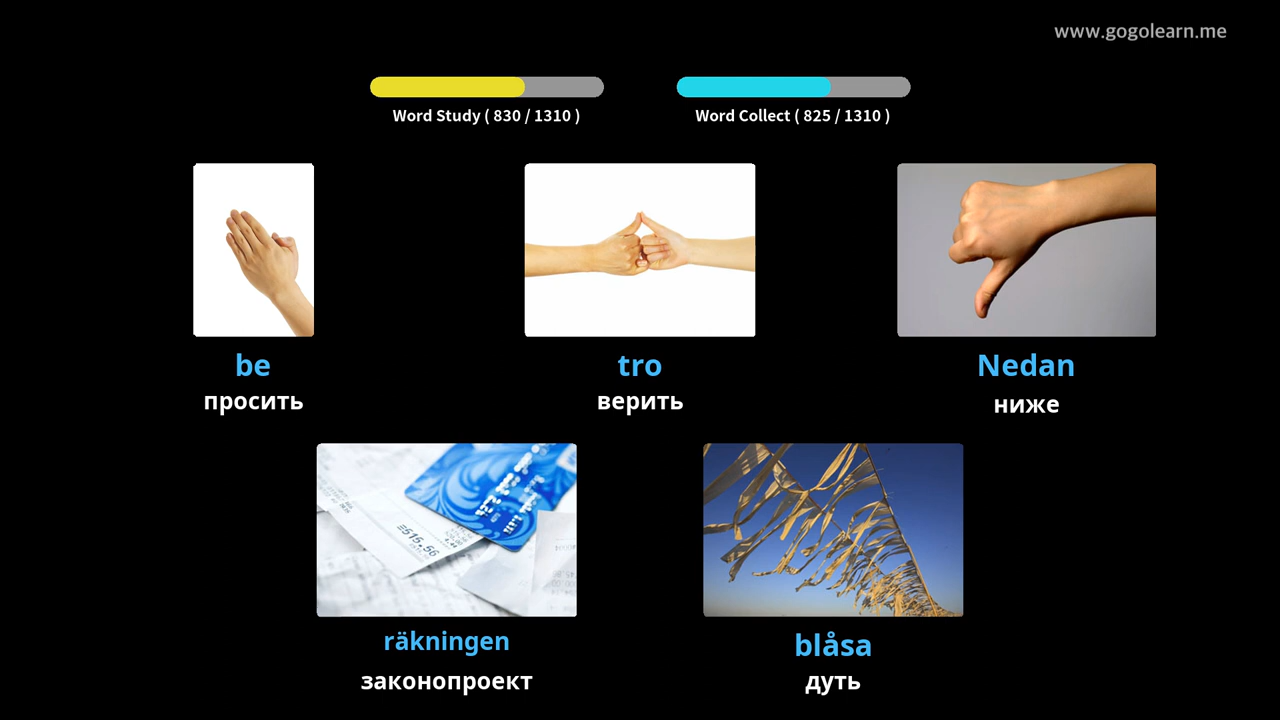 www.gogolearn.me
Word Study ( 830 / 1310 )
Word Collect ( 825 / 1310 )
be
просить
tro
верить
Nedan
ниже
räkningen
законопроект
blåsa
дуть